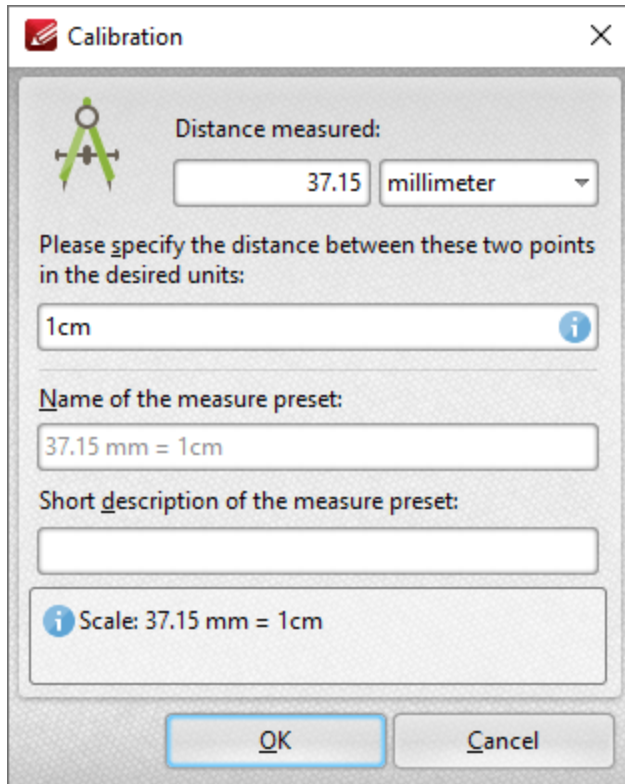 Calibration
Distance measured:
37.15 millimeter
Please specify the distance between these two points
in the desired units:
1cm
Name of the measure preset:
37.15 mm = 1cm
Short description of the measure preset:
Scale: 37.15 mm = 1cm
OK Cancel